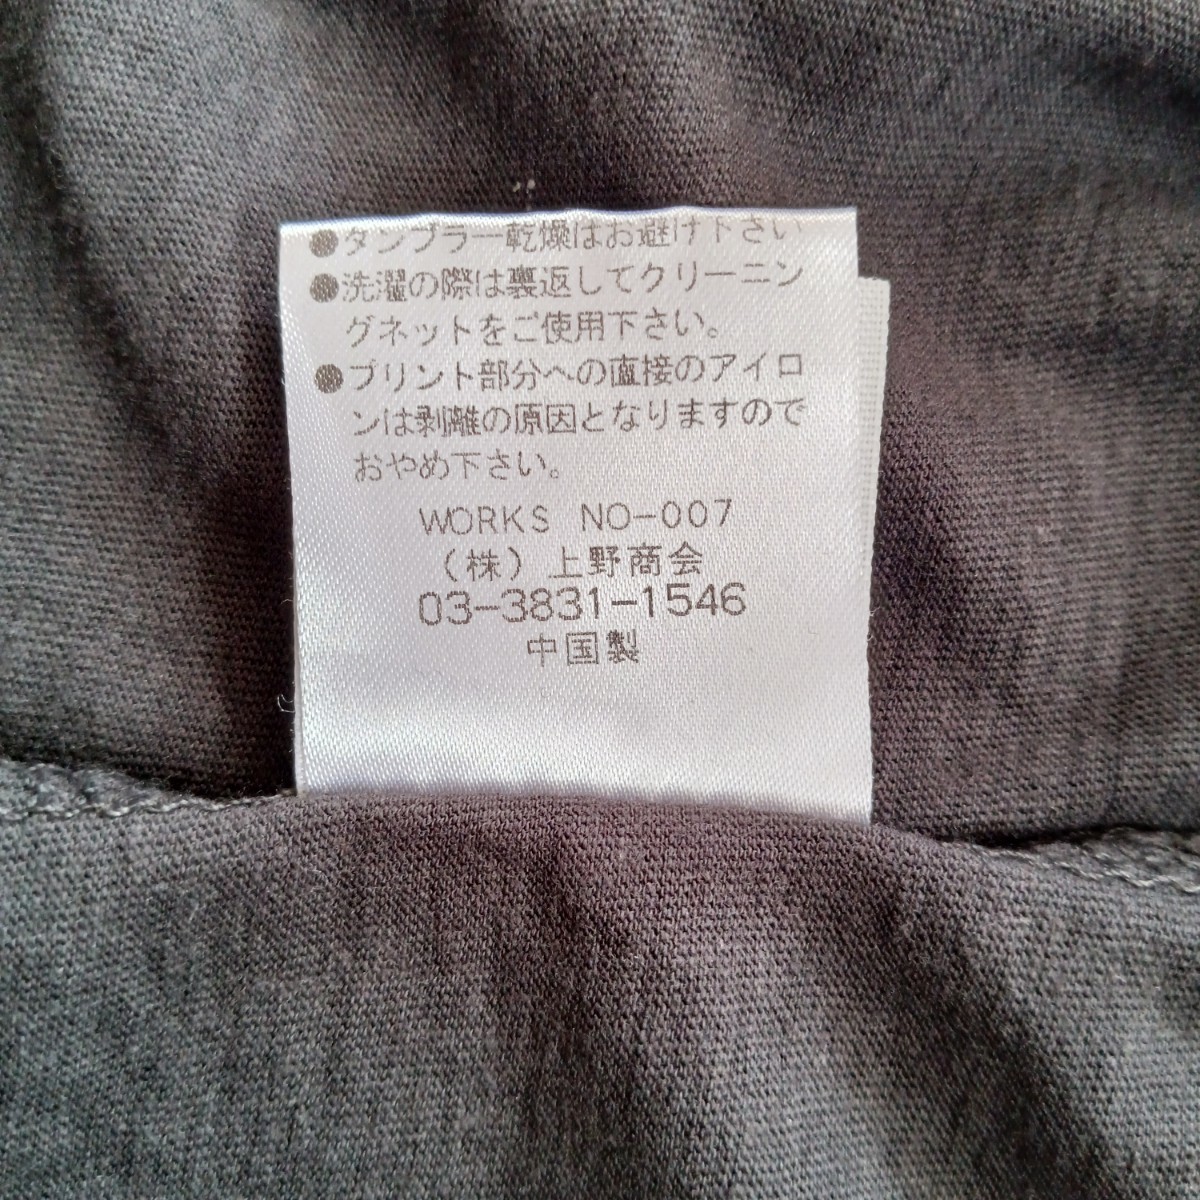 ●タンブラー乾燥はお避け下さい
●洗濯の際は裏返してクリーニン
グネットをご使用下さい。
●プリント部分への直接のアイロ
ンは剥離の原因となりますので
おやめ下さい。
WORKS NO-007
(株)上野商会
03-3831-1546
中国製